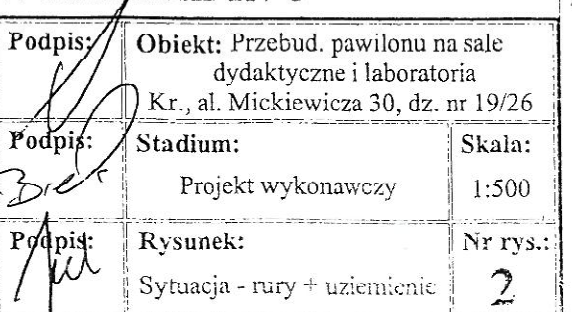 Podpis: Obiekt: Przebud. pawilonu na sale
dydaktyczne i laboratoria
Kr., al. Mickiewicza 30, dz. nr 19/26
Podpis: Stadium: Skala:
Projekt wykonawczy 1:500
Podpis: Rysunek: Nr rys.:
Sytuacja - rury + uziemienie 2